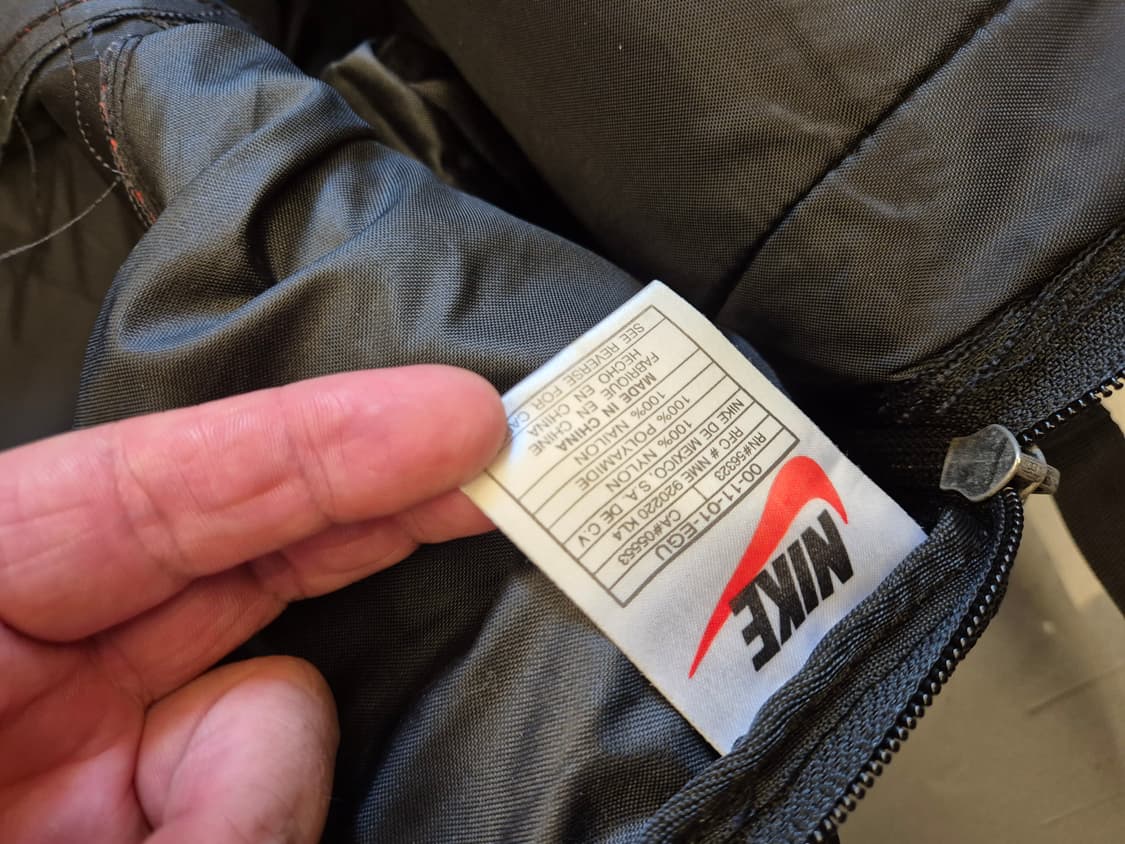 NIKE
00-11-01-EGU
RN#56323 CA#05553
RFC # NME 920220 KL4
NIKE DE MEXICO S.A. DE C.V
100% NYLON
100% POLYAMIDE
100% NAILON
MADE IN CHINA
FABRIQUE EN CHINE
HECHO EN CHINA
SEE REVERSE FOR